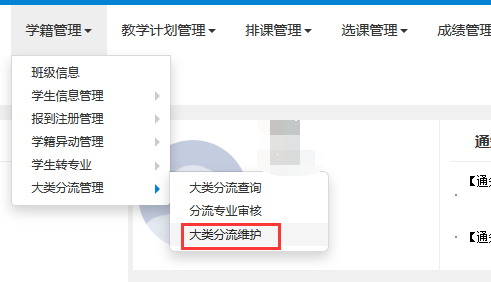 学籍管理 教学计划管理 排课管理 选课管理 成绩管理
班级信息
学生信息管理
报到注册管理
学籍异动管理
学生转专业
大类分流管理
大类分流查询
分流专业审核
大类分流维护
通
【通
【通